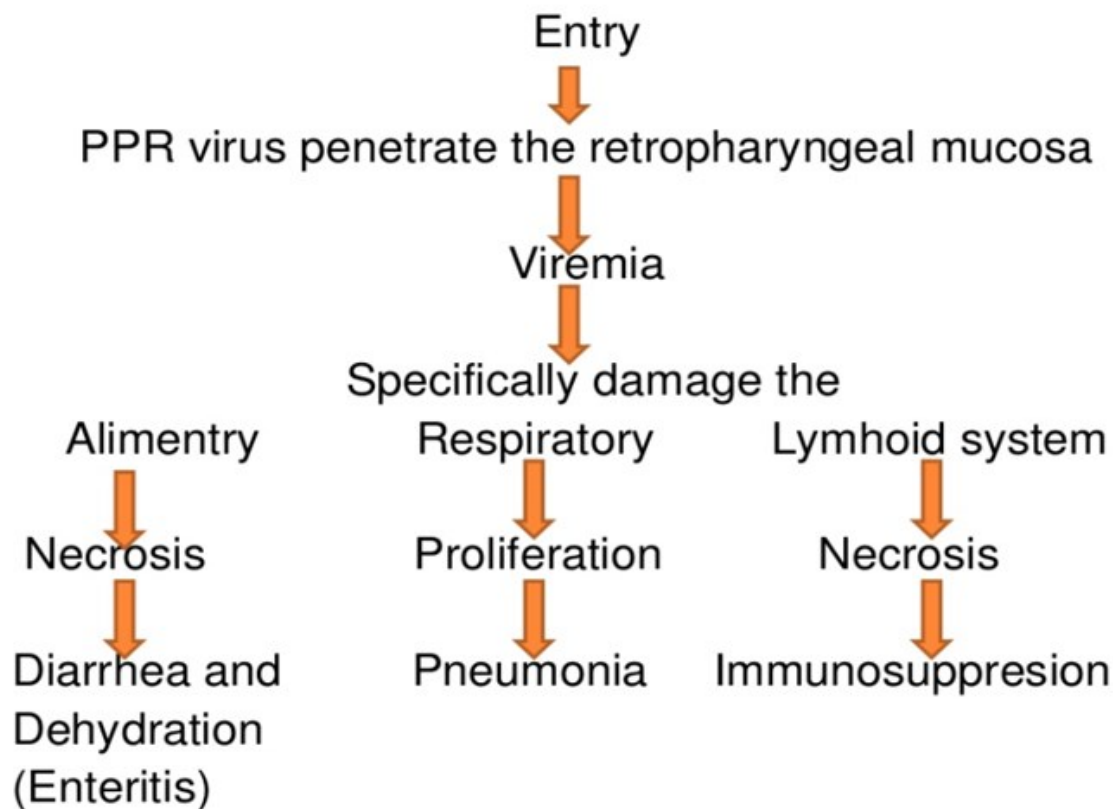 Entry
PPR virus penetrate the retropharyngeal mucosa
Viremia
Specifically damage the
Alimentry Respiratory Lymhoid system
Necrosis Proliferation Necrosis
Diarrhea and Pneumonia Immunosuppresion
Dehydration
(Enteritis)